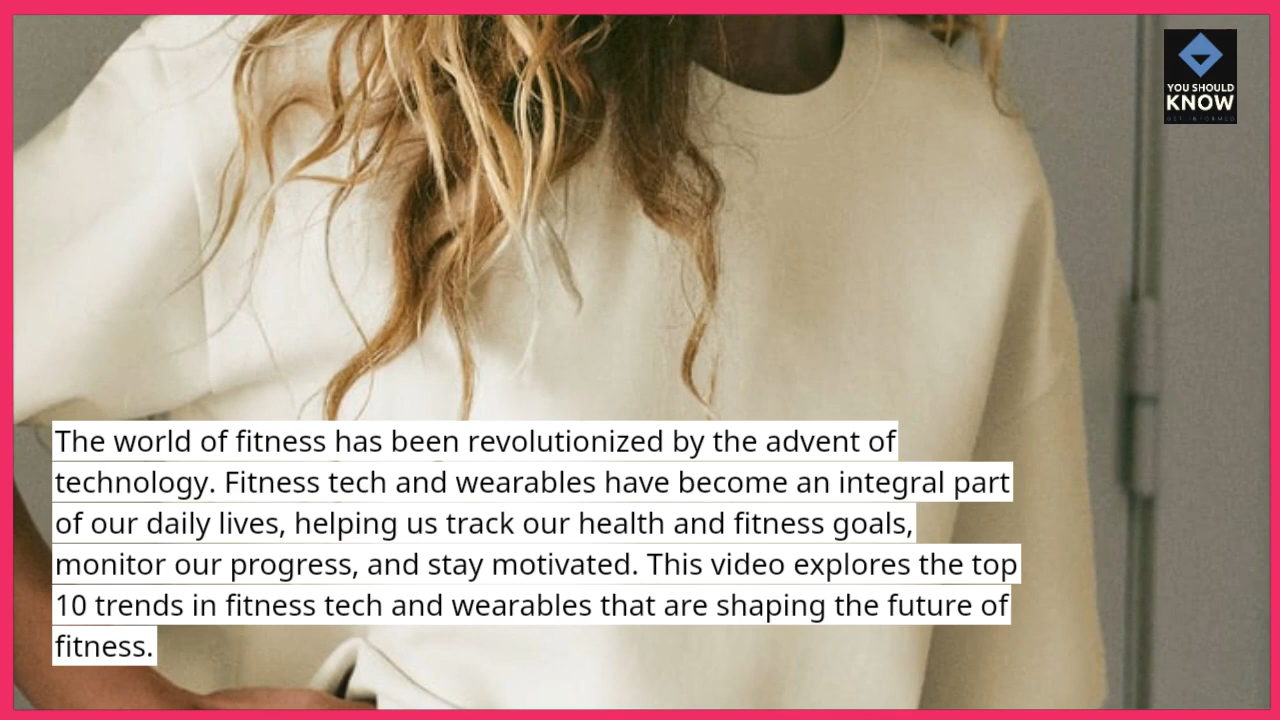 YOU SHOULD
KNOW
GET INFORMED
The world of fitness has been revolutionized by the advent of
technology. Fitness tech and wearables have become an integral part
of our daily lives, helping us track our health and fitness goals,
monitor our progress, and stay motivated. This video explores the top
10 trends in fitness tech and wearables that are shaping the future of
fitness.